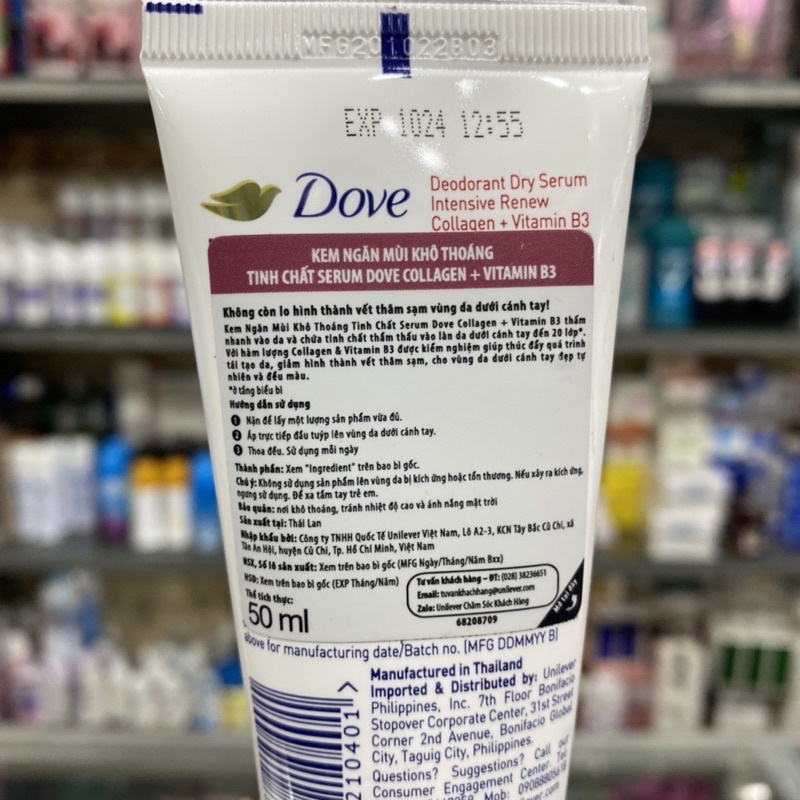 MFG201022B03
EXP 1024 12:55
Dove
Deodorant Dry Serum
Intensive Renew
Collagen + Vitamin B3
KEM NGĂN MÙI KHÔ THOÁNG
TINH CHẤT SERUM DOVE COLLAGEN + VITAMIN B3
Không còn lo hình thành vết thâm sạm vùng da dưới cánh tay!
Kem Ngăn Mùi Khô Thoáng Tinh Chất Serum Dove Collagen + Vitamin B3 thấm
nhanh vào da và chứa tinh chất thẩm thấu vào làn da dưới cánh tay đến 20 lớp*.
Với hàm lượng Collagen & Vitamin B3 được kiểm nghiệm giúp thúc đẩy quá trình
tái tạo da, giảm hình thành vết thâm sạm, cho vùng da dưới cánh tay đẹp tự
nhiên và đều màu.
*ở tầng biểu bì
Hướng dẫn sử dụng
1 Nặn để lấy một lượng sản phẩm vừa đủ.
2 Áp trực tiếp đầu tuýp lên vùng da dưới cánh tay.
3 Thoa đều. Sử dụng mỗi ngày
Thành phần: Xem "Ingredient" trên bao bì gốc.
Chú ý: Không sử dụng sản phẩm lên vùng da bị kích ứng hoặc tổn thương. Nếu xảy ra kích ứng,
ngưng sử dụng. Để xa tầm tay trẻ em.
Bảo quản: nơi khô thoáng, tránh nhiệt độ cao và ánh nắng mặt trời
Sản xuất tại: Thái Lan
Nhập khẩu bởi: Công ty TNHH Quốc Tế Unilever Việt Nam, Lô A2-3, KCN Tây Bắc Củ Chi, xã
Tân An Hội, huyện Củ Chi, Tp. Hồ Chí Minh, Việt Nam
NSX, Số lô sản xuất: Xem trên bao bì gốc (MFG Ngày/Tháng/Năm Bxx)
HSD: Xem trên bao bì gốc (EXP Tháng/Năm)
Thể tích thực:
50 ml
Tư vấn khách hàng – ĐT: (028) 38236651
Email: tuvankhachhang@unilever.com
Zalo: Unilever Chăm Sóc Khách Hàng
68208709
Mở tại đây
above for manufacturing date/Batch no. (MFG DDMMYY B)
210401
Manufactured in Thailand
Imported & Distributed by: Unilever
Philippines, Inc. 7th Floor Bonifacio
Stopover Corporate Center, 31st Street
Corner 2nd Avenue, Bonifacio Global
City, Taguig City, Philippines.
Questions? Suggestions? Call our
Consumer Engagement Center. Tel.
Mob:
unilever.com